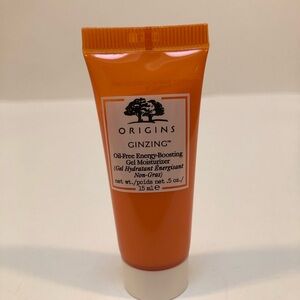 ORIGINS
GINZING™
Oil-Free Energy-Boosting
Gel Moisturizer
(Gel Hydratant Énergisant
Non-Gras)
net wt./poids net .5 oz./
15 ml e